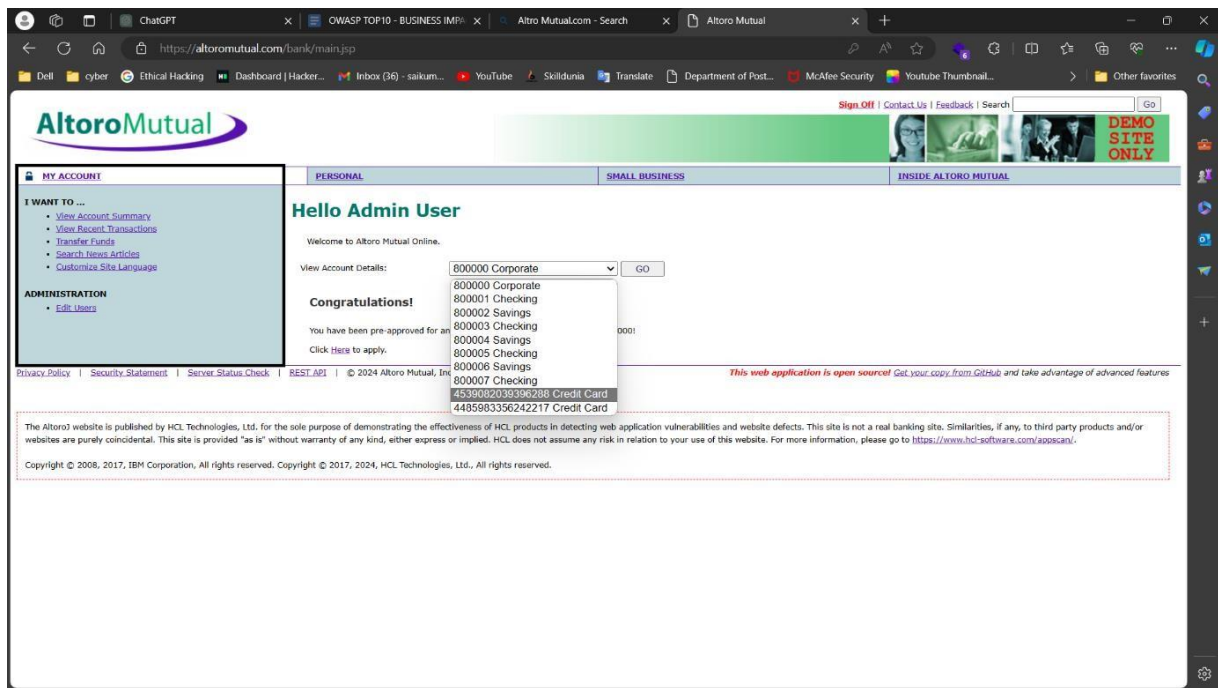 ChatGPT
OWASP TOP10 - BUSINESS IMPA
Altro Mutual.com - Search
Altoro Mutual
https://altoromutual.com/bank/main.jsp
Dell
cyber
Ethical Hacking
Dashboard | Hacker...
Inbox (36) - saikum...
YouTube
Skilldunia
Translate
Department of Post...
McAfee Security
Youtube Thumbnail...
Other favorites
Sign Off | Contact Us | Feedback | Search
Go
AltoroMutual
DEMO
SITE
ONLY
MY ACCOUNT
PERSONAL
SMALL BUSINESS
INSIDE ALTORO MUTUAL
I WANT TO ...
View Account Summary
View Recent Transactions
Transfer Funds
Search News Articles
Customize Site Language
ADMINISTRATION
Edit Users
Hello Admin User
Welcome to Altoro Mutual Online.
View Account Details:
800000 Corporate
GO
800000 Corporate
800001 Checking
800002 Savings
800003 Checking
800004 Savings
800005 Checking
800006 Savings
800007 Checking
4539082039396288 Credit Card
4485983356242217 Credit Card
Congratulations!
You have been pre-approved for an
000!
Click Here to apply.
Privacy Policy | Security Statement | Server Status Check | REST API | © 2024 Altoro Mutual, Inc
This web application is open source! Get your copy from GitHub and take advantage of advanced features
The AltoroJ website is published by HCL Technologies, Ltd. for the sole purpose of demonstrating the effectiveness of HCL products in detecting web application vulnerabilities and website defects. This site is not a real banking site. Similarities, if any, to third party products and/or
websites are purely coincidental. This site is provided "as is" without warranty of any kind, either express or implied. HCL does not assume any risk in relation to your use of this website. For more information, please go to https://www.hcl-software.com/appscan/.
Copyright © 2008, 2017, IBM Corporation, All rights reserved. Copyright © 2017, 2024, HCL Technologies, Ltd., All rights reserved.